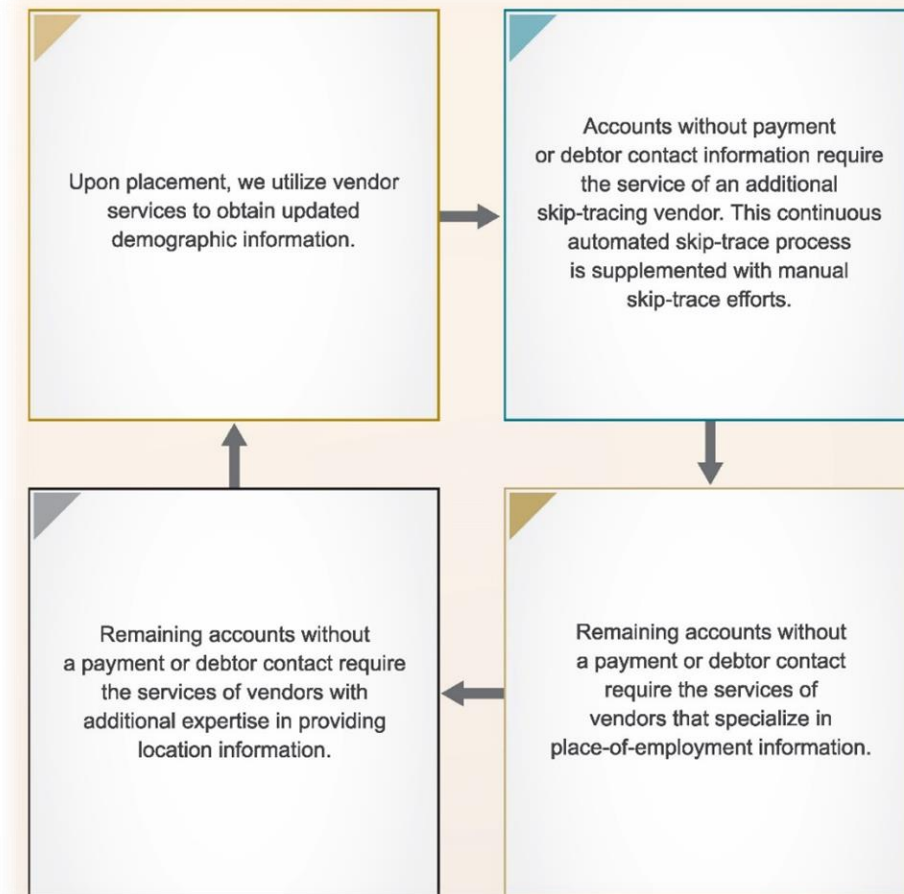 Upon placement, we utilize vendor
services to obtain updated
demographic information.
Accounts without payment
or debtor contact information require
the service of an additional
skip-tracing vendor. This continuous
automated skip-trace process
is supplemented with manual
skip-trace efforts.
Remaining accounts without
a payment or debtor contact
require the services of
vendors that specialize in
place-of-employment information.
Remaining accounts without
a payment or debtor contact require
the services of vendors with
additional expertise in providing
location information.